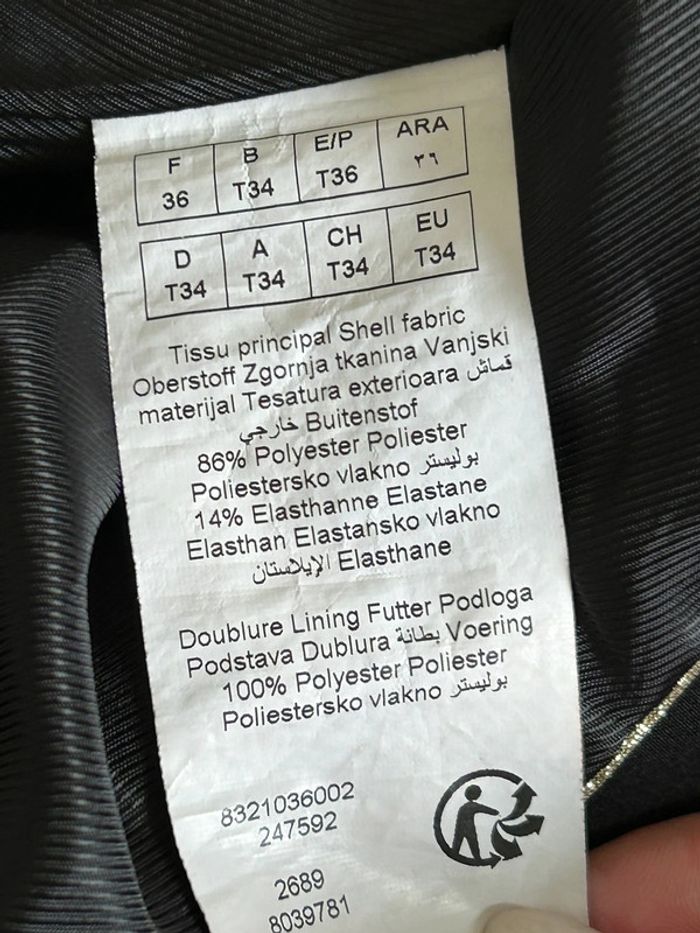 F B E/P ARA
36 T34 T36 ٣٦
D A CH EU
T34 T34 T34 T34
Tissu principal Shell fabric
Oberstoff Zgornja tkanina Vanjski
materijal Tesatura exterioara قماش
خارجي Buitenstof
86% Polyester Poliester
Poliestersko vlakno بوليستر
14% Elasthanne Elastane
Elasthan Elastansko vlakno
الإيلاستان Elasthane
Doublure Lining Futter Podloga
Podstava Dublura بطانة Voering
100% Polyester Poliester
Poliestersko vlakno بوليستر
8321036002
247592
2689
8039781